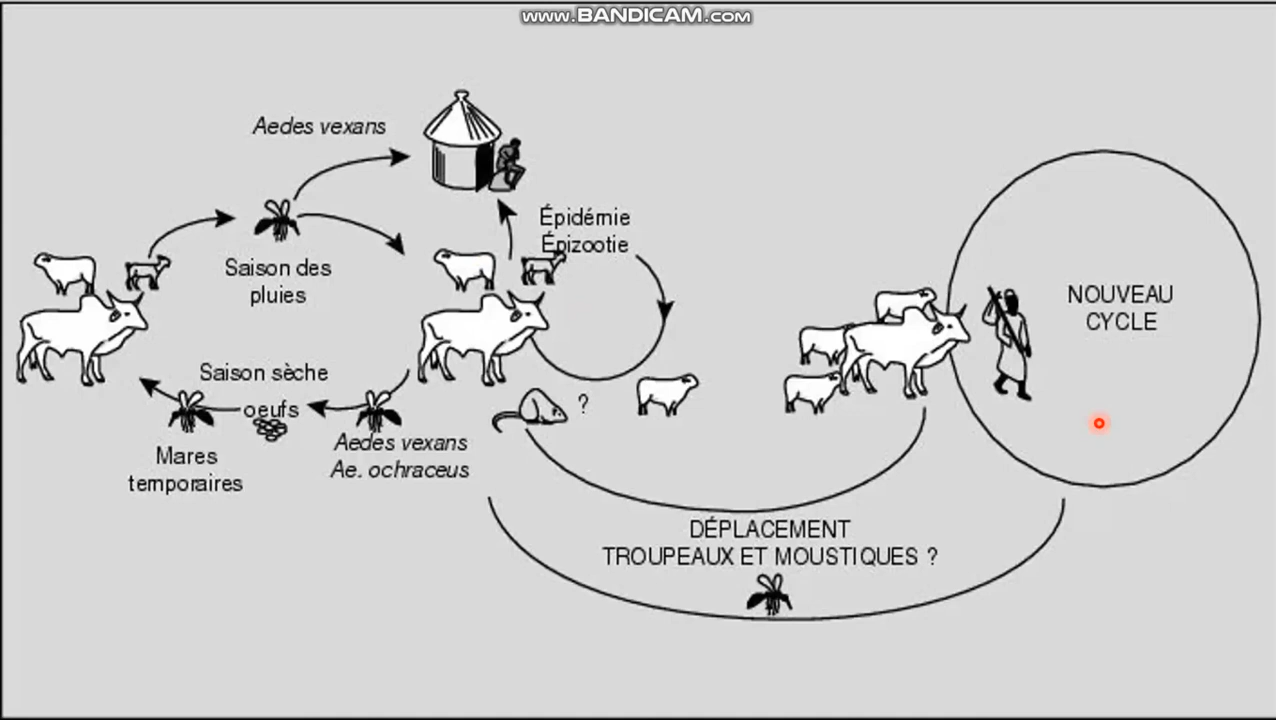 www.BANDICAM.com
Aedes vexans
Épidémie
Épizootie
Saison des
pluies
NOUVEAU
CYCLE
Saison sèche
oeufs
?
Mares
temporaires
Aedes vexans
Ae. ochraceus
DÉPLACEMENT
TROUPEAUX ET MOUSTIQUES ?